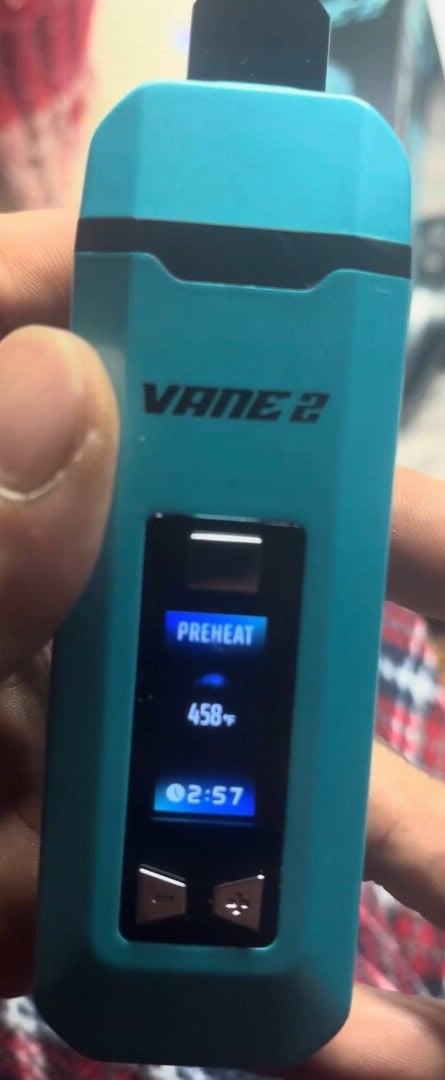 VANE 2
PREHEAT
458°F
2:57
- +